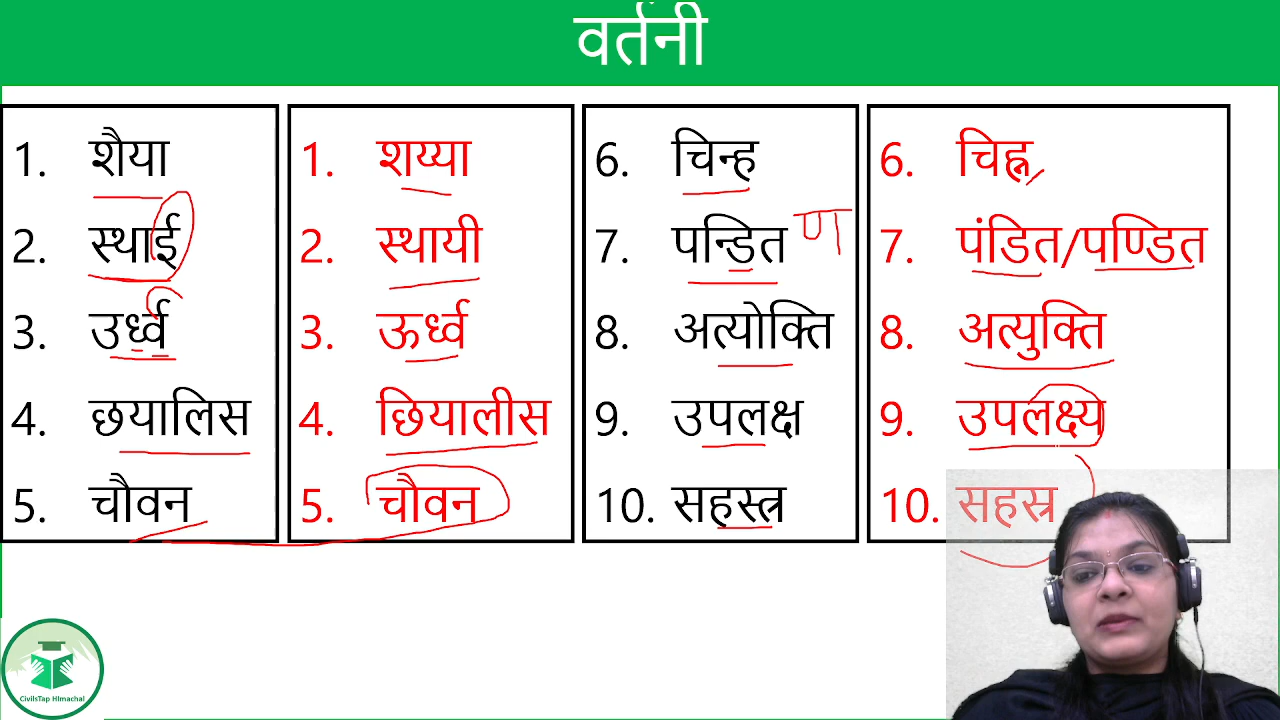 वर्तनी
1. शैया
2. स्थाई
3. उर्ध्व
4. छयालिस
5. चौवन
1. शय्या
2. स्थायी
3. ऊर्ध्व
4. छियालीस
5. चौवन
6. चिन्ह
7. पन्डित ण
8. अत्योक्ति
9. उपलक्ष
10. सहस्त्र
6. चिह्न
7. पंडित/पण्डित
8. अत्युक्ति
9. उपलक्ष्य
10. सहस्र
CivilsTap HImachal